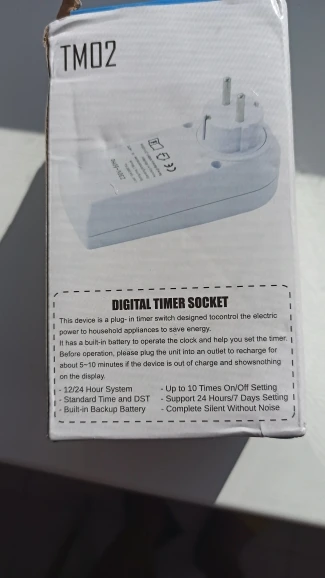 TM02
DIGITAL TIMER SOCKET
This device is a plug- in timer switch designed tocontrol the electric
power to household appliances to save energy.
It has a built-in battery to operate the clock and help you set the timer
Before operation, please plug the unit into an outlet to recharge for
about 5~10 minutes if the device is out of charge and showsnothing
on the display.
- 12/24 Hour System - Up to 10 Times On/Off Setting
- Standard Time and DST - Support 24 Hours/7 Days Setting
- Built-in Backup Battery - Complete Silent Without Noise